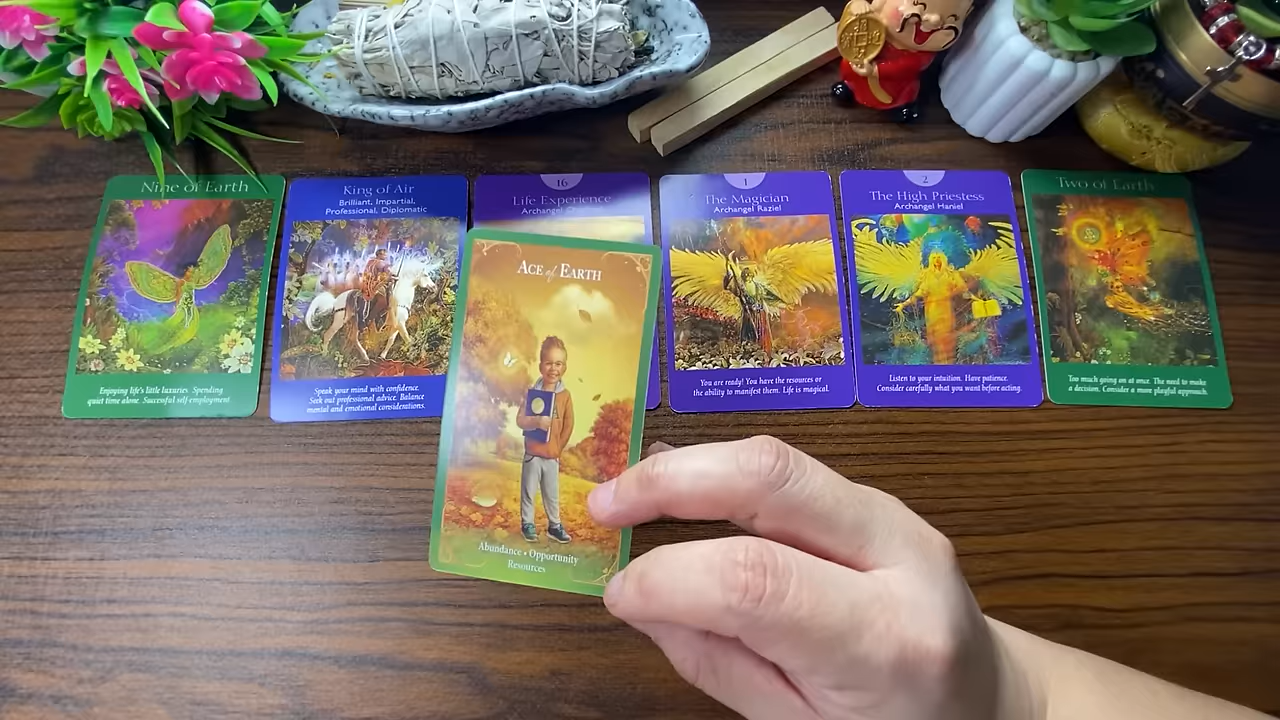 Nine of Earth
Enjoying life's little luxuries. Spending
quiet time alone. Successful self-employment.
King of Air
Brilliant, Impartial,
Professional, Diplomatic
Speak your mind with confidence.
Seek out professional advice. Balance
mental and emotional considerations.
16
Life Experience
Archangel
Ace of Earth
Abundance • Opportunity
Resources
1
The Magician
Archangel Raziel
You are ready! You have the resources or
the ability to manifest them. Life is magical.
2
The High Priestess
Archangel Haniel
Listen to your intuition. Have patience.
Consider carefully what you want before acting.
Two of Earth
Too much going on at once. The need to make
a decision. Consider a more playful approach.